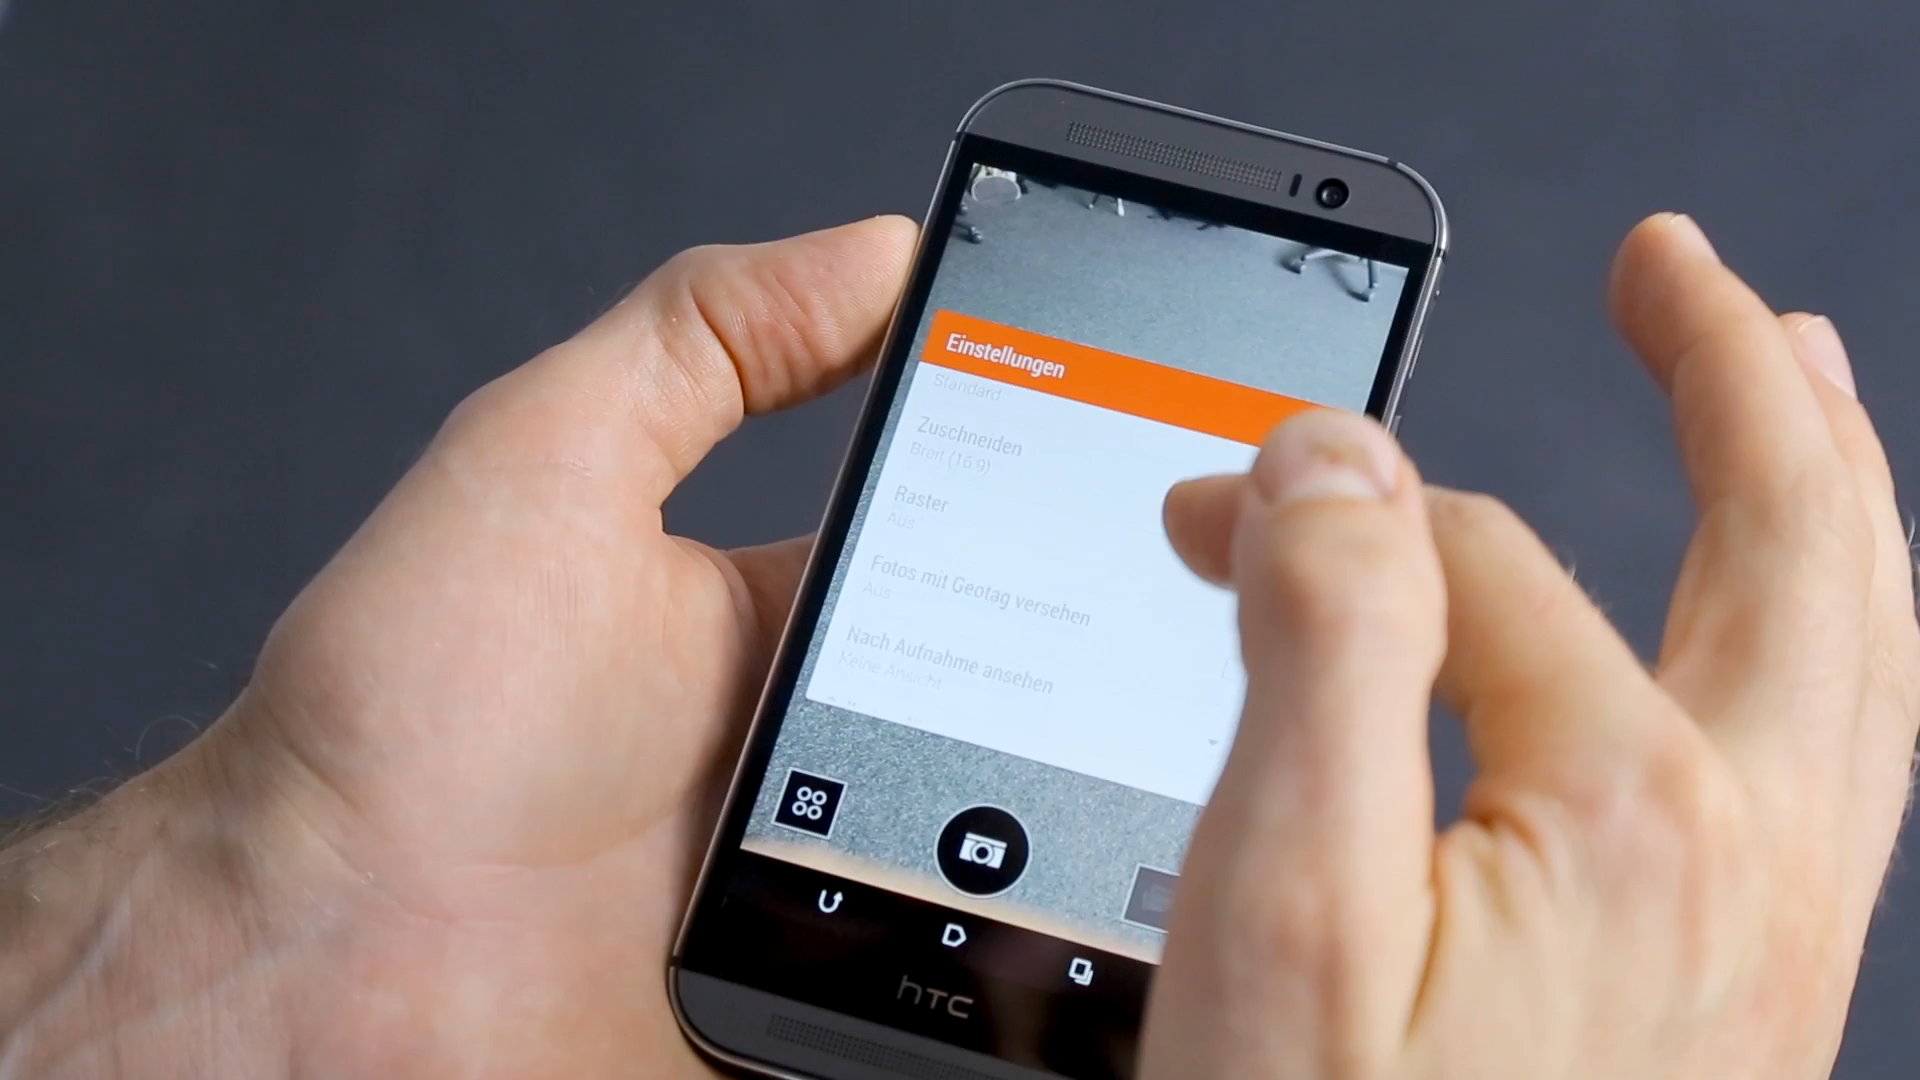 Einstellungen
Standard
Zuschneiden
Breit (16:9)
Raster
Aus
Fotos mit Geotag versehen
Aus
Nach Aufnahme ansehen
Keine Ansicht
hTC